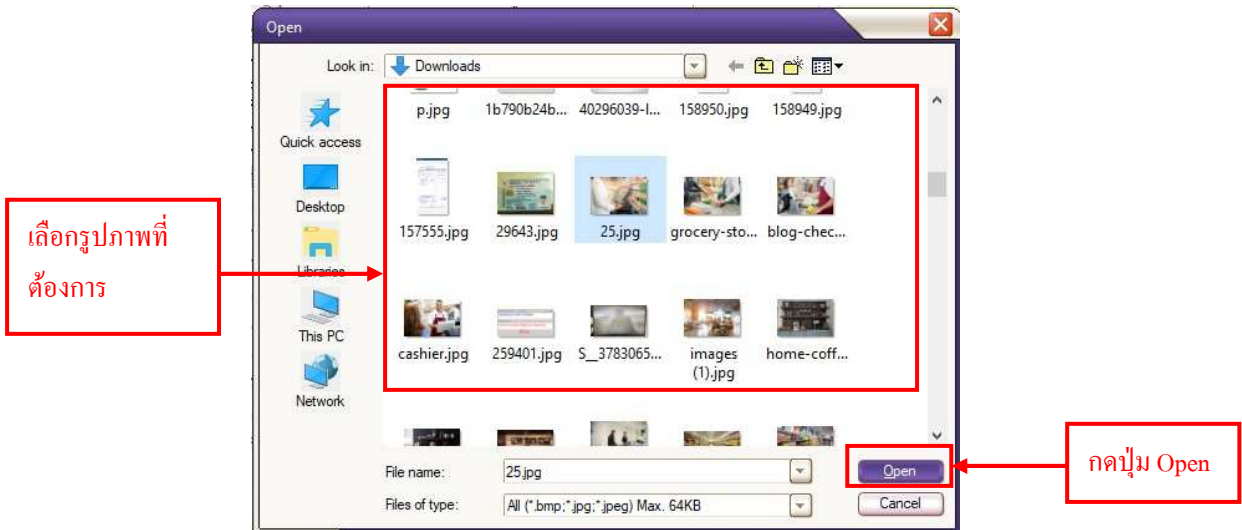 Open
Look in: Downloads
p.jpg 1b790b24b... 40296039-I... 158950.jpg 158949.jpg
Quick access
Desktop
157555.jpg 29643.jpg 25.jpg grocery-sto... blog-chec...
เลือกรูปภาพที่
ต้องการ
Libraries
This PC
cashier.jpg 259401.jpg S__3783065... images (1).jpg home-coff...
Network
File name: 25.jpg Open
Files of type: All (*.bmp;*.jpg;*.jpeg) Max. 64KB Cancel
กดปุ่ม Open